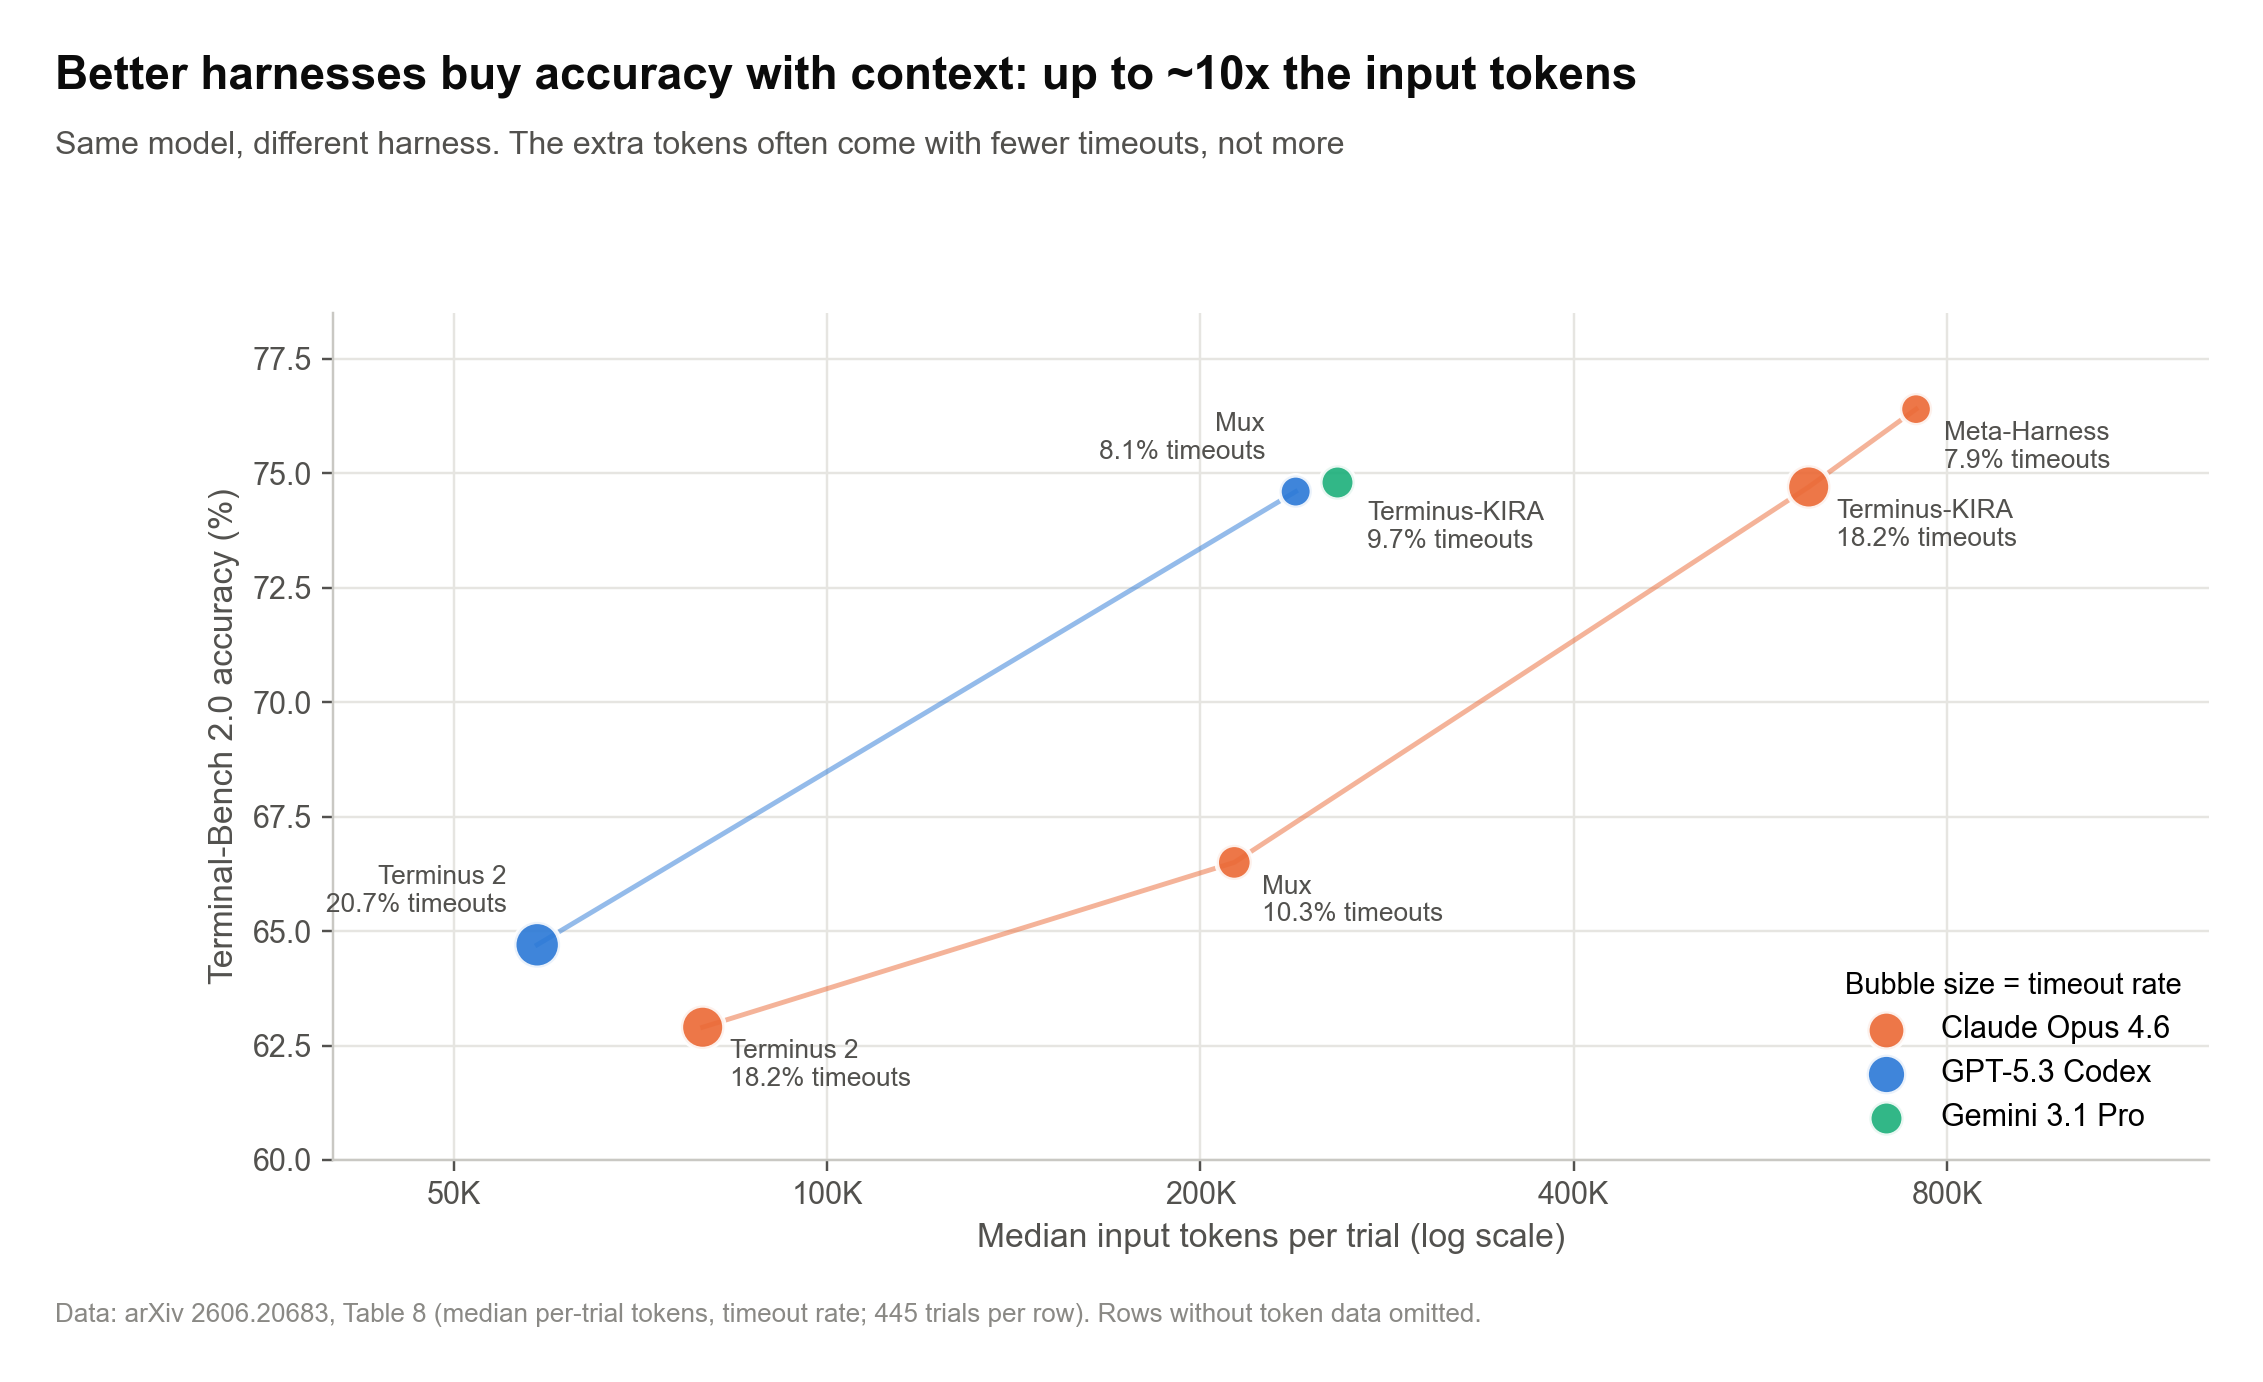 Better harnesses buy accuracy with context: up to ~10x the input tokens
Same model, different harness. The extra tokens often come with fewer timeouts, not more
Terminal-Bench 2.0 accuracy (%)
77.5
75.0
72.5
70.0
67.5
65.0
62.5
60.0
Mux
8.1% timeouts
Terminus-KIRA
9.7% timeouts
Meta-Harness
7.9% timeouts
Terminus-KIRA
18.2% timeouts
Terminus 2
20.7% timeouts
Mux
10.3% timeouts
Terminus 2
18.2% timeouts
Bubble size = timeout rate
Claude Opus 4.6
GPT-5.3 Codex
Gemini 3.1 Pro
50K
100K
200K
400K
800K
Median input tokens per trial (log scale)
Data: arXiv 2606.20683, Table 8 (median per-trial tokens, timeout rate; 445 trials per row). Rows without token data omitted.